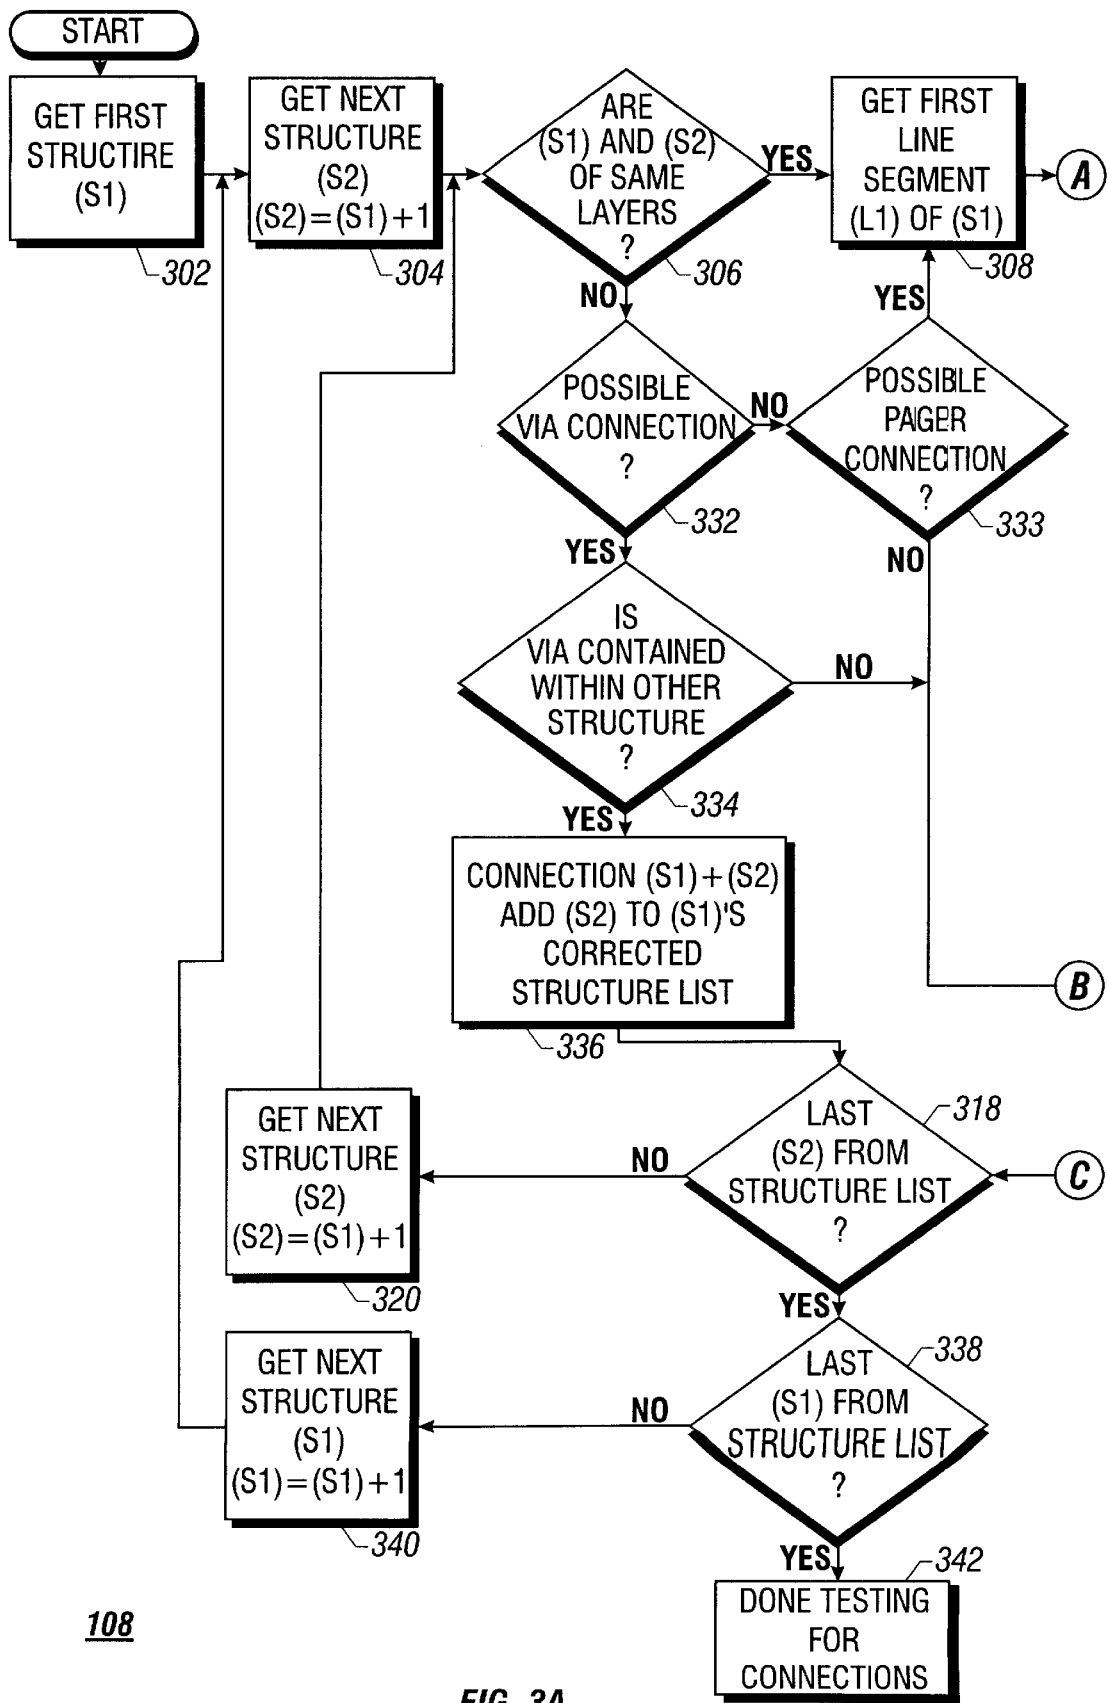 START
GET FIRST
STRUCTIRE
(S1)
302
GET NEXT
STRUCTURE
(S2)
(S2)=(S1)+1
304
ARE
(S1) AND (S2)
OF SAME
LAYERS
?
306
YES
NO
GET FIRST
LINE
SEGMENT
(L1) OF (S1)
308
A
YES
POSSIBLE
VIA CONNECTION
?
332
NO
YES
POSSIBLE
PAGER
CONNECTION
?
333
NO
IS
VIA CONTAINED
WITHIN OTHER
STRUCTURE
?
334
NO
YES
CONNECTION (S1)+(S2)
ADD (S2) TO (S1)'S
CORRECTED
STRUCTURE LIST
336
B
LAST
(S2) FROM
STRUCTURE LIST
?
318
C
NO
YES
GET NEXT
STRUCTURE
(S2)
(S2)=(S1)+1
320
LAST
(S1) FROM
STRUCTURE LIST
?
338
NO
YES
GET NEXT
STRUCTURE
(S1)
(S1)=(S1)+1
340
342
DONE TESTING
FOR
CONNECTIONS
108
FIG. 3A